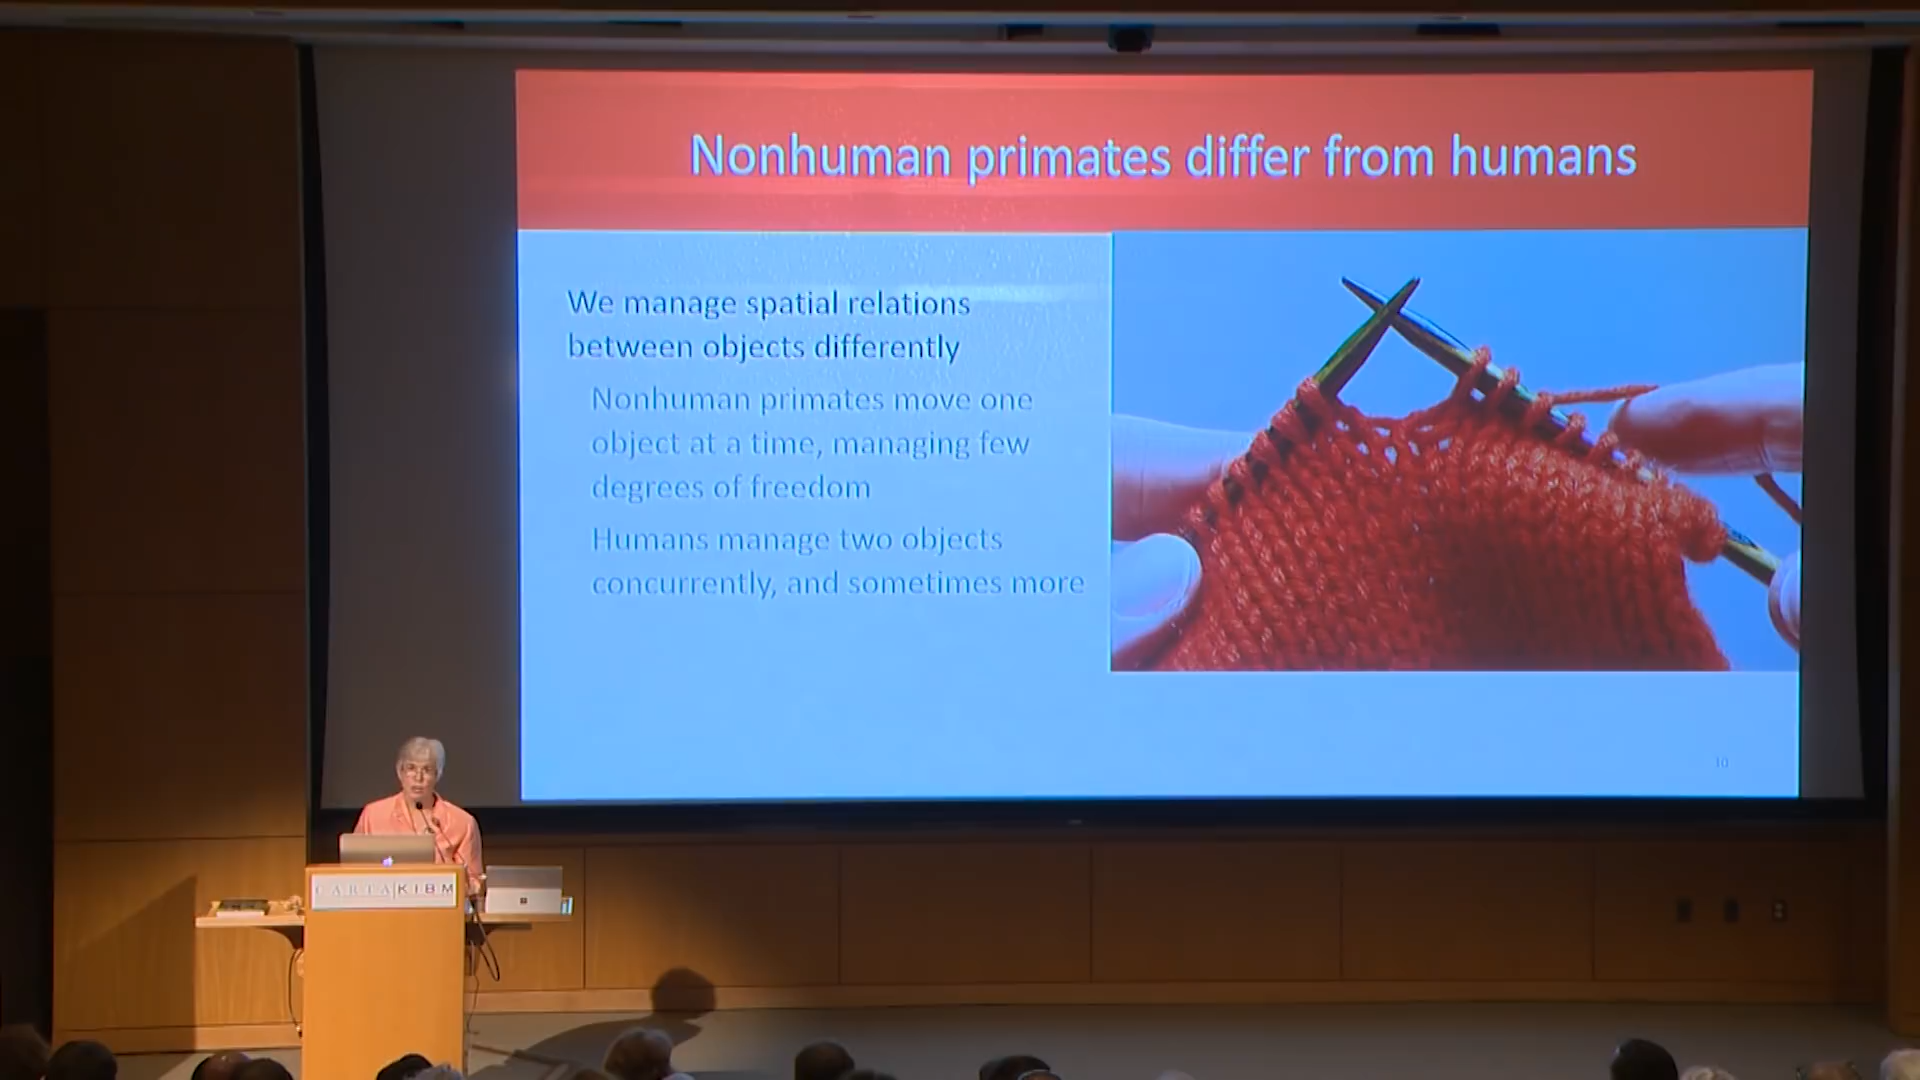 Nonhuman primates differ from humans
We manage spatial relations
between objects differently
Nonhuman primates move one
object at a time, managing few
degrees of freedom
Humans manage two objects
concurrently, and sometimes more
10
CARTA|KIBM